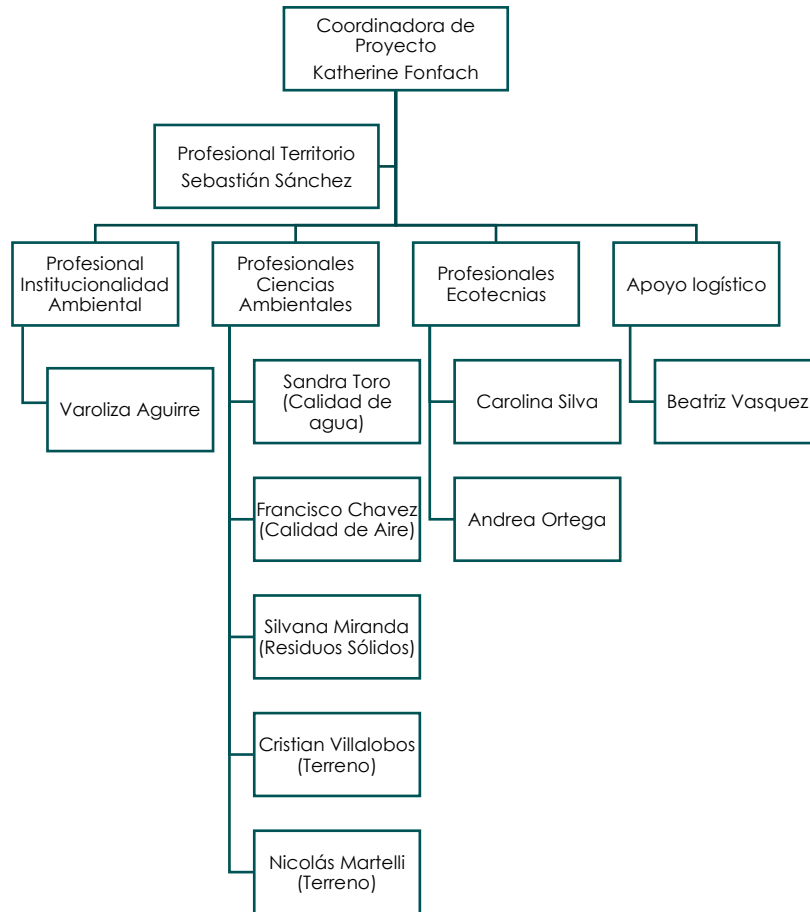 Coordinadora de
Proyecto
Katherine Fonfach
Profesional Territorio
Sebastián Sánchez
Profesional
Institucionalidad
Ambiental
Profesionales
Ciencias
Ambientales
Profesionales
Ecotecnias
Apoyo logístico
Varoliza Aguirre
Sandra Toro
(Calidad de
agua)
Francisco Chavez
(Calidad de Aire)
Silvana Miranda
(Residuos Sólidos)
Cristian Villalobos
(Terreno)
Nicolás Martelli
(Terreno)
Carolina Silva
Andrea Ortega
Beatriz Vasquez